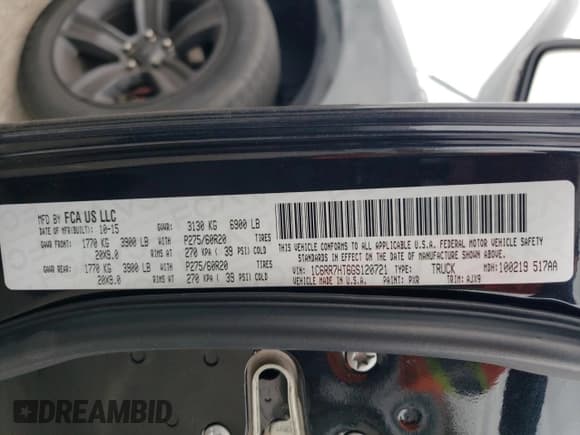 MFD BY FCA US LLC
DATE OF MFR(BUILT): 10-15 GVWR: 3130 KG 6900 LB
GAWR FRONT: 1770 KG 3900 LB WITH P275/60R20 TIRES
20X9.0 RIMS AT 270 KPA ( 39 PSI) COLD
GAWR REAR: 1770 KG 3900 LB WITH P275/60R20 TIRES
20X9.0 RIMS AT 270 KPA ( 39 PSI) COLD
THIS VEHICLE CONFORMS TO ALL APPLICABLE U.S.A. FEDERAL MOTOR VEHICLE SAFETY
STANDARDS IN EFFECT ON THE DATE OF MANUFACTURE SHOWN ABOVE.
VIN: 1C6RR7HT6GS120721 TYPE: TRUCK MDH: 100219 517AA
VEHICLE MADE IN U.S.A. PAINT: PXR TRIM: AJX9
DREAMBID